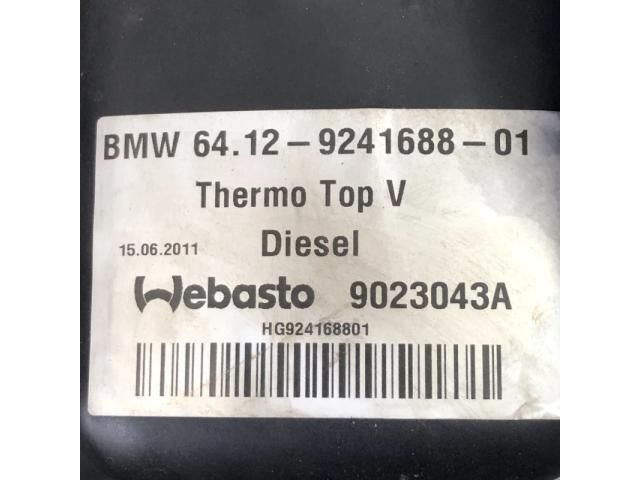 BMW 64.12-9241688-01
Thermo Top V
15.06.2011 Diesel
Webasto 9023043A
HG924168801